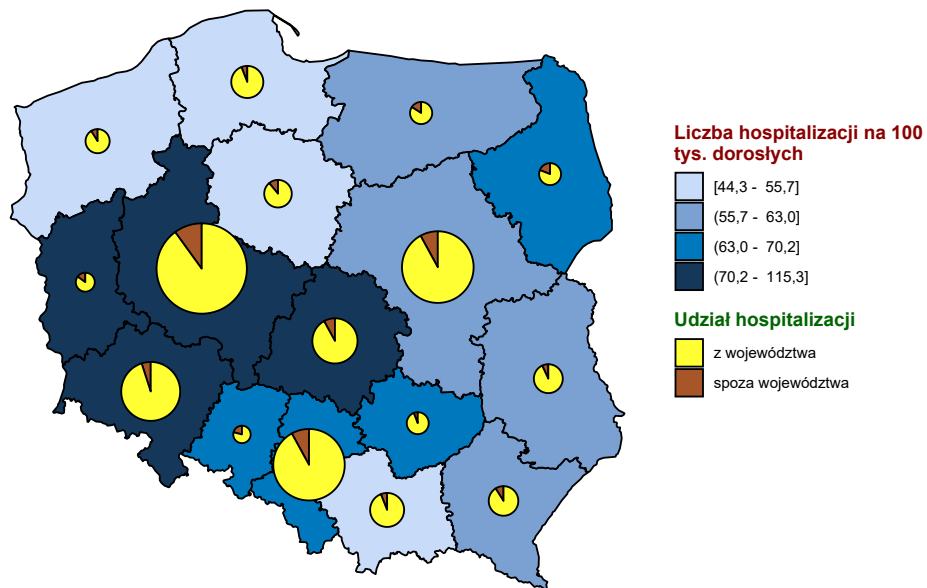 Liczba hospitalizacji na 100
tys. dorosłych
[44,3 - 55,7]
(55,7 - 63,0]
(63,0 - 70,2]
(70,2 - 115,3]
Udział hospitalizacji
z województwa
spoza województwa